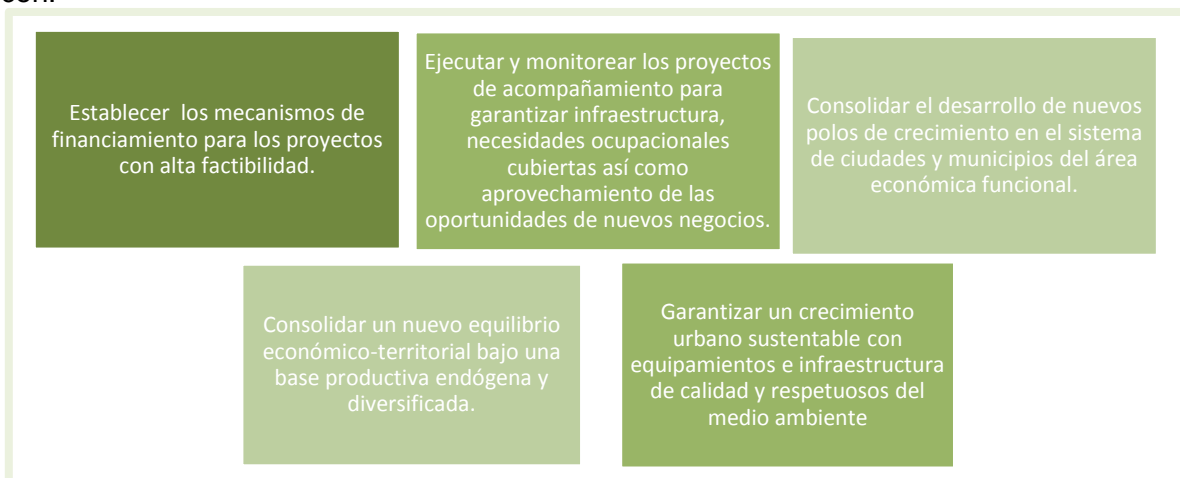 son:
Establecer los mecanismos de
financiamiento para los proyectos
con alta factibilidad.
Ejecutar y monitorear los proyectos
de acompañamiento para
garantizar infraestructura,
necesidades ocupacionales
cubiertas así como
aprovechamiento de las
oportunidades de nuevos negocios.
Consolidar el desarrollo de nuevos
polos de crecimiento en el sistema
de ciudades y municipios del área
económica funcional.
Consolidar un nuevo equilibrio
económico-territorial bajo una
base productiva endógena y
diversificada.
Garantizar un crecimiento
urbano sustentable con
equipamientos e infraestructura
de calidad y respetuosos del
medio ambiente